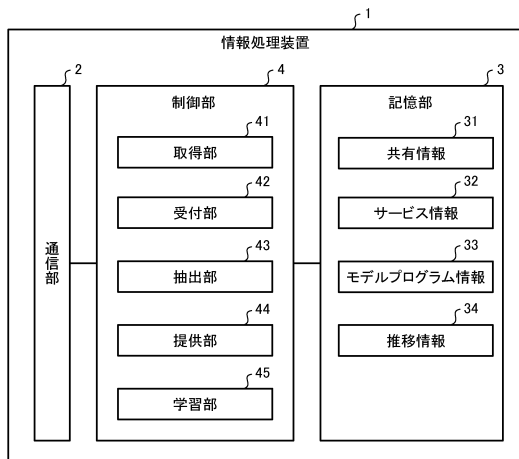 1
情報処理装置
2
通信部
4
制御部
41
取得部
42
受付部
43
抽出部
44
提供部
45
学習部
3
記憶部
31
共有情報
32
サービス情報
33
モデルプログラム情報
34
推移情報